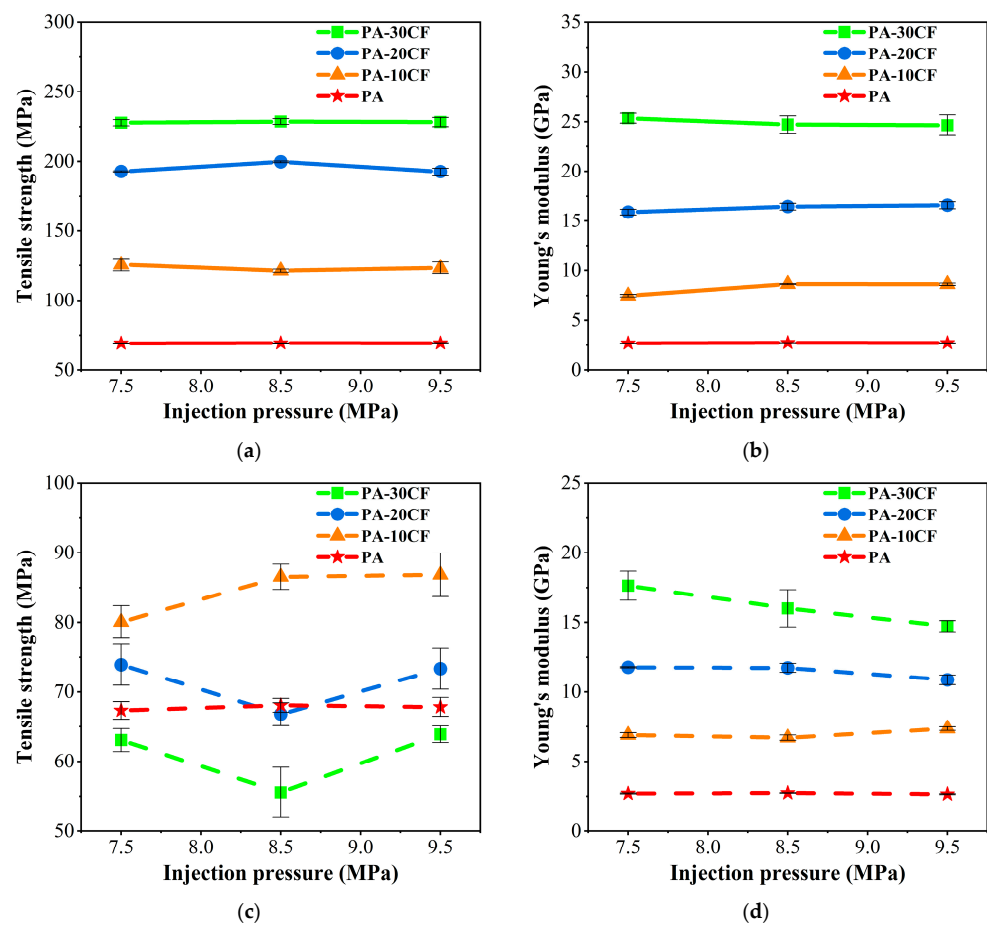 300
250
200
150
100
50
Tensile strength (MPa)
PA-30CF
PA-20CF
PA-10CF
PA
7.5 8.0 8.5 9.0 9.5
Injection pressure (MPa)
(a)
35
30
25
20
15
10
5
0
Young's modulus (GPa)
PA-30CF
PA-20CF
PA-10CF
PA
7.5 8.0 8.5 9.0 9.5
Injection pressure (MPa)
(b)
100
90
80
70
60
50
Tensile strength (MPa)
PA-30CF
PA-20CF
PA-10CF
PA
7.5 8.0 8.5 9.0 9.5
Injection pressure (MPa)
(c)
25
20
15
10
5
0
Young's modulus (GPa)
PA-30CF
PA-20CF
PA-10CF
PA
7.5 8.0 8.5 9.0 9.5
Injection pressure (MPa)
(d)